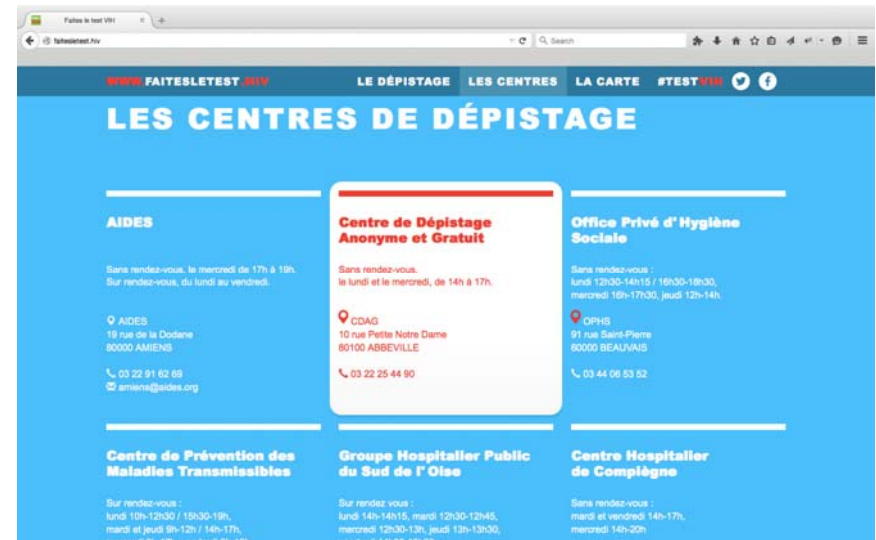 Faites le test VIH
faitesletest.hiv
Search
WWW.FAITESLETEST.HIV
LE DÉPISTAGE
LES CENTRES
LA CARTE
#TESTVIH
LES CENTRES DE DÉPISTAGE
AIDES
Sans rendez-vous, le mercredi de 17h à 19h.
Sur rendez-vous, du lundi au vendredi.
AIDES
19 rue de la Dodane
80000 AMIENS
03 22 91 62 69
amiens@aides.org
Centre de Dépistage
Anonyme et Gratuit
Sans rendez-vous.
le lundi et le mercredi, de 14h à 17h.
CDAG
10 rue Petite Notre Dame
80100 ABBEVILLE
03 22 25 44 90
Office Privé d'Hygiène
Sociale
Sans rendez-vous :
lundi 12h30-14h15 / 16h30-18h30,
mercredi 16h-17h30, jeudi 12h-14h.
OPHS
91 rue Saint-Pierre
60000 BEAUVAIS
03 44 06 53 52
Centre de Prévention des
Maladies Transmissibles
Sur rendez-vous :
lundi 10h-12h30 / 15h30-19h,
mardi et jeudi 9h-12h / 14h-17h,
Groupe Hospitalier Public
du Sud de l'Oise
Sur rendez vous :
lundi 14h-14h15, mardi 12h30-12h45,
mercredi 12h30-13h, jeudi 13h-13h30,
Centre Hospitalier
de Compiègne
Sans rendez-vous :
mardi et vendredi 14h-17h,
mercredi 14h-20h